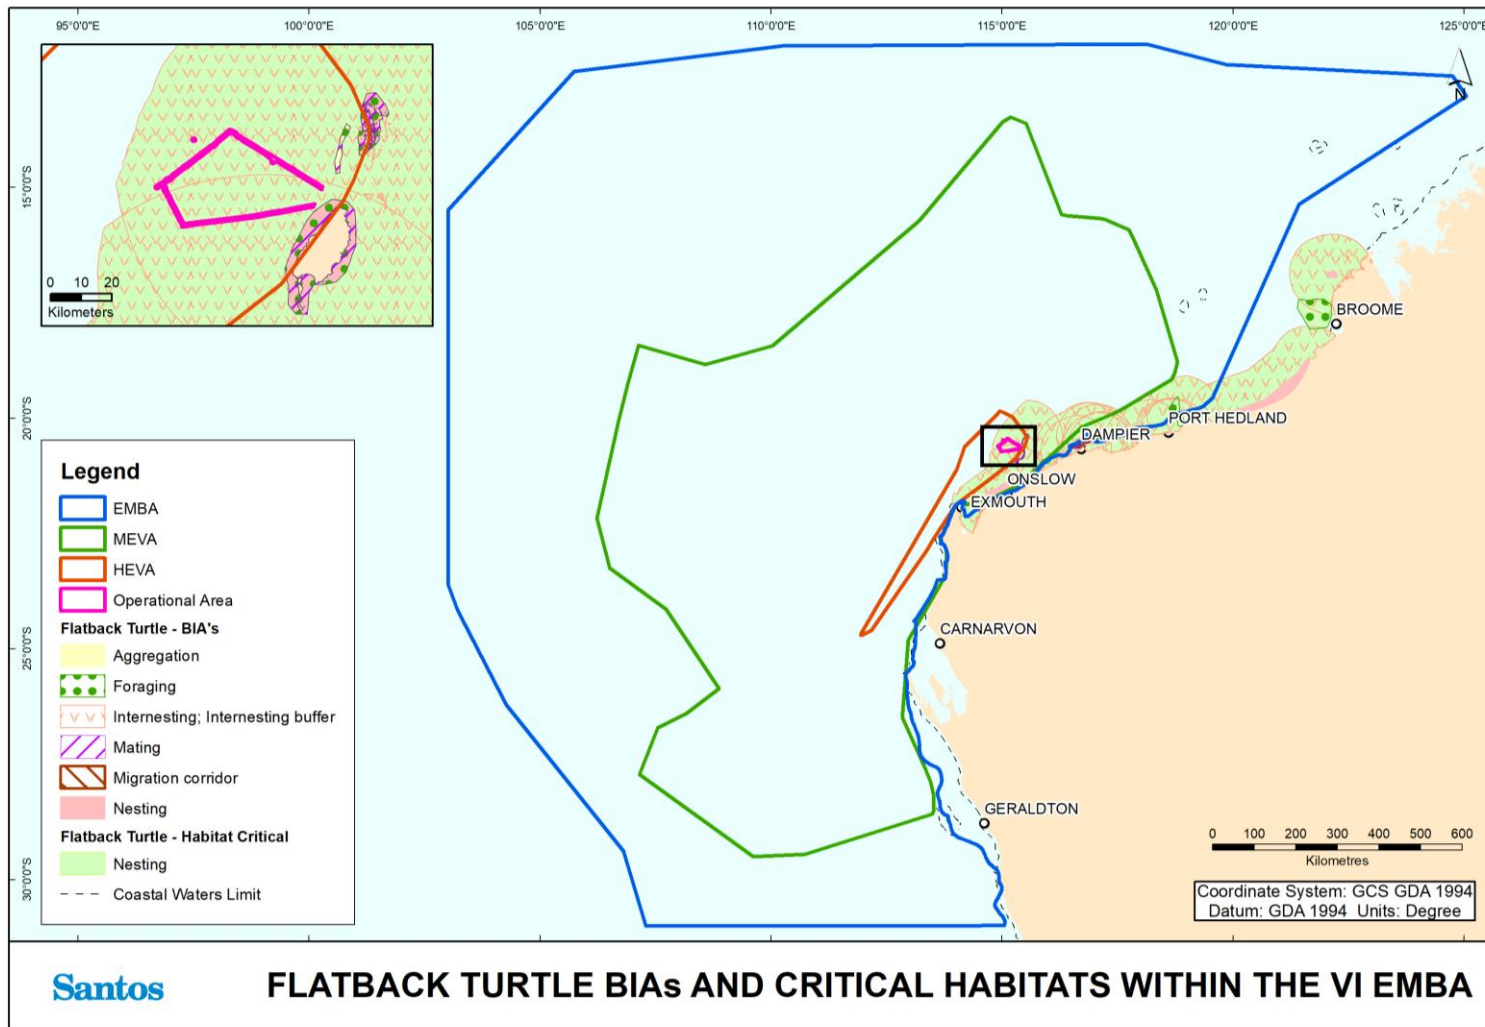 95°0'0"E
100°0'0"E
105°0'0"E
110°0'0"E
115°0'0"E
120°0'0"E
125°0'0"E
N
15°0'0"S
20°0'0"S
25°0'0"S
30°0'0"S
0 10 20
Kilometers
BROOME
PORT HEDLAND
DAMPIER
ONSLOW
EXMOUTH
CARNARVON
GERALDTON
Legend
EMBA
MEVA
HEVA
Operational Area
Flatback Turtle - BIA's
Aggregation
Foraging
Internesting; Internesting buffer
Mating
Migration corridor
Nesting
Flatback Turtle - Habitat Critical
Nesting
Coastal Waters Limit
0 100 200 300 400 500 600
Kilometres
Coordinate System: GCS GDA 1994
Datum: GDA 1994 Units: Degree
Santos
FLATBACK TURTLE BIAs AND CRITICAL HABITATS WITHIN THE VI EMBA